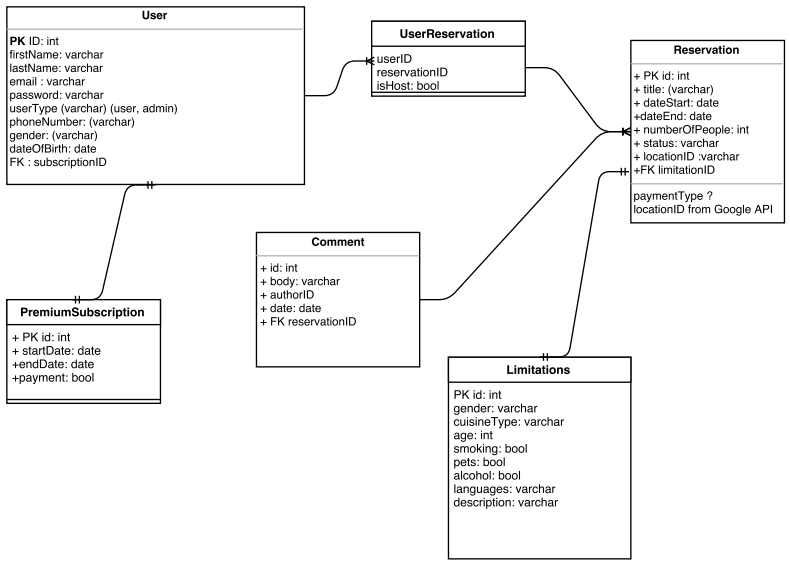 User
PK ID: int
firstName: varchar
lastName: varchar
email : varchar
password: varchar
userType (varchar) (user, admin)
phoneNumber: (varchar)
gender: (varchar)
dateOfBirth: date
FK : subscriptionID
UserReservation
userID
reservationID
isHost: bool
Reservation
+ PK id: int
+ title: (varchar)
+ dateStart: date
+dateEnd: date
+ numberOfPeople: int
+ status: varchar
+ locationID :varchar
+FK limitationID
paymentType ?
locationID from Google API
Comment
+ id: int
+ body: varchar
+ authorID
+ date: date
+ FK reservationID
PremiumSubscription
+ PK id: int
+ startDate: date
+endDate: date
+payment: bool
Limitations
PK id: int
gender: varchar
cuisineType: varchar
age: int
smoking: bool
pets: bool
alcohol: bool
languages: varchar
description: varchar